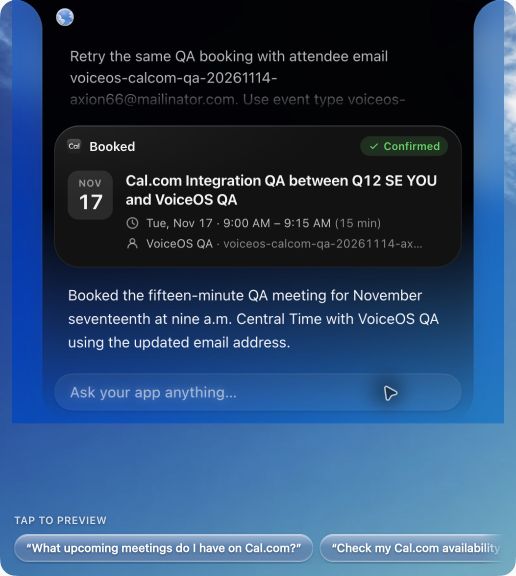 Retry the same QA booking with attendee email
voiceos-calcom-qa-20261114-
axion66@mailinator.com. Use event type voiceos-
Cal Booked
Confirmed
NOV
17
Cal.com Integration QA between Q12 SE YOU
and VoiceOS QA
Tue, Nov 17 · 9:00 AM – 9:15 AM (15 min)
VoiceOS QA · voiceos-calcom-qa-20261114-ax...
Booked the fifteen-minute QA meeting for November
seventeenth at nine a.m. Central Time with VoiceOS QA
using the updated email address.
Ask your app anything...
TAP TO PREVIEW
“What upcoming meetings do I have on Cal.com?”
“Check my Cal.com availability